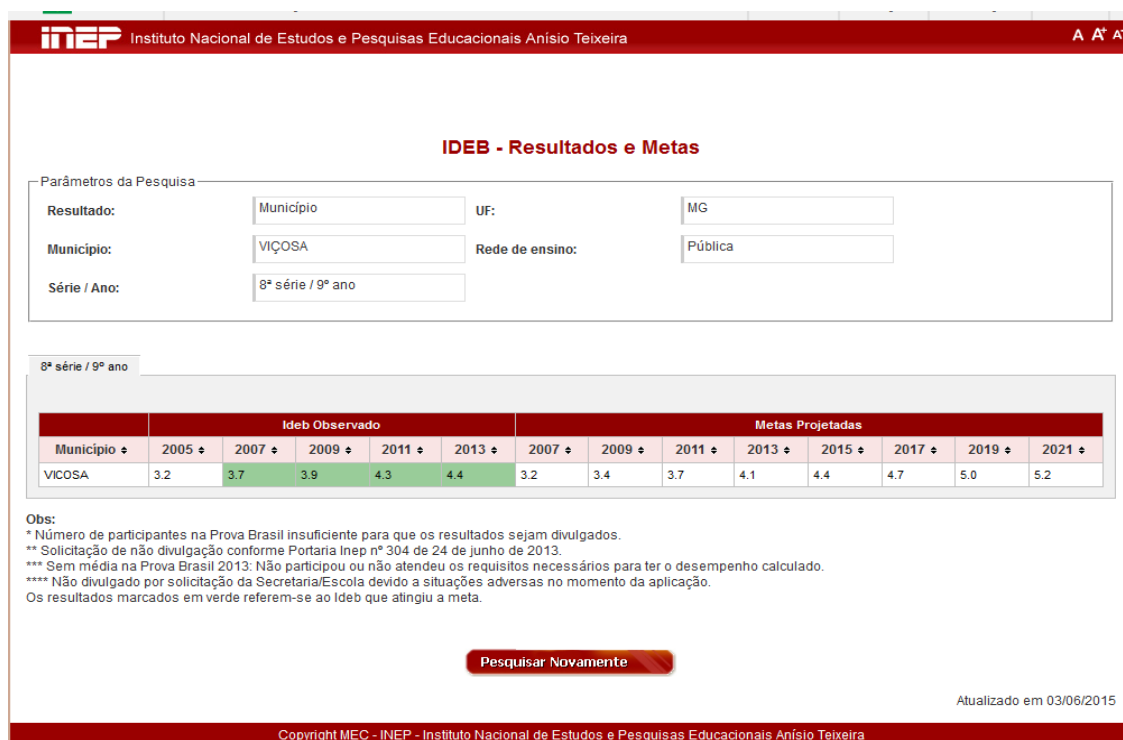 inep Instituto Nacional de Estudos e Pesquisas Educacionais Anísio Teixeira A A+ A
IDEB - Resultados e Metas
Parâmetros da Pesquisa
Resultado: Município UF: MG
Município: VIÇOSA Rede de ensino: Pública
Série / Ano: 8ª série / 9º ano
8ª série / 9º ano
Ideb Observado Metas Projetadas
Município 2005 2007 2009 2011 2013 2007 2009 2011 2013 2015 2017 2019 2021
VICOSA 3.2 3.7 3.9 4.3 4.4 3.2 3.4 3.7 4.1 4.4 4.7 5.0 5.2
Obs:
* Número de participantes na Prova Brasil insuficiente para que os resultados sejam divulgados.
** Solicitação de não divulgação conforme Portaria Inep nº 304 de 24 de junho de 2013.
*** Sem média na Prova Brasil 2013: Não participou ou não atendeu os requisitos necessários para ter o desempenho calculado.
**** Não divulgado por solicitação da Secretaria/Escola devido a situações adversas no momento da aplicação.
Os resultados marcados em verde referem-se ao Ideb que atingiu a meta.
Pesquisar Novamente
Atualizado em 03/06/2015
Copyright MEC - INEP - Instituto Nacional de Estudos e Pesquisas Educacionais Anísio Teixeira